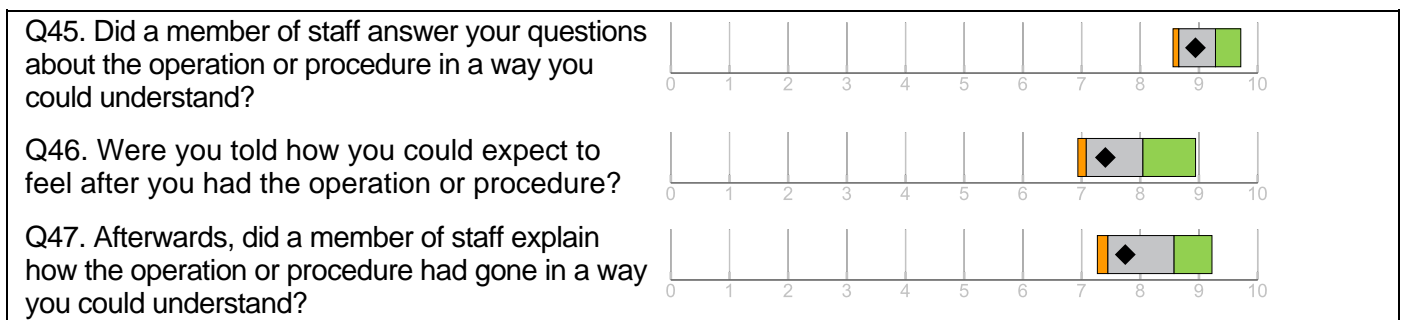 Q45. Did a member of staff answer your questions
about the operation or procedure in a way you
could understand?
0 1 2 3 4 5 6 7 8 9 10
Q46. Were you told how you could expect to
feel after you had the operation or procedure?
0 1 2 3 4 5 6 7 8 9 10
Q47. Afterwards, did a member of staff explain
how the operation or procedure had gone in a way
you could understand?
0 1 2 3 4 5 6 7 8 9 10